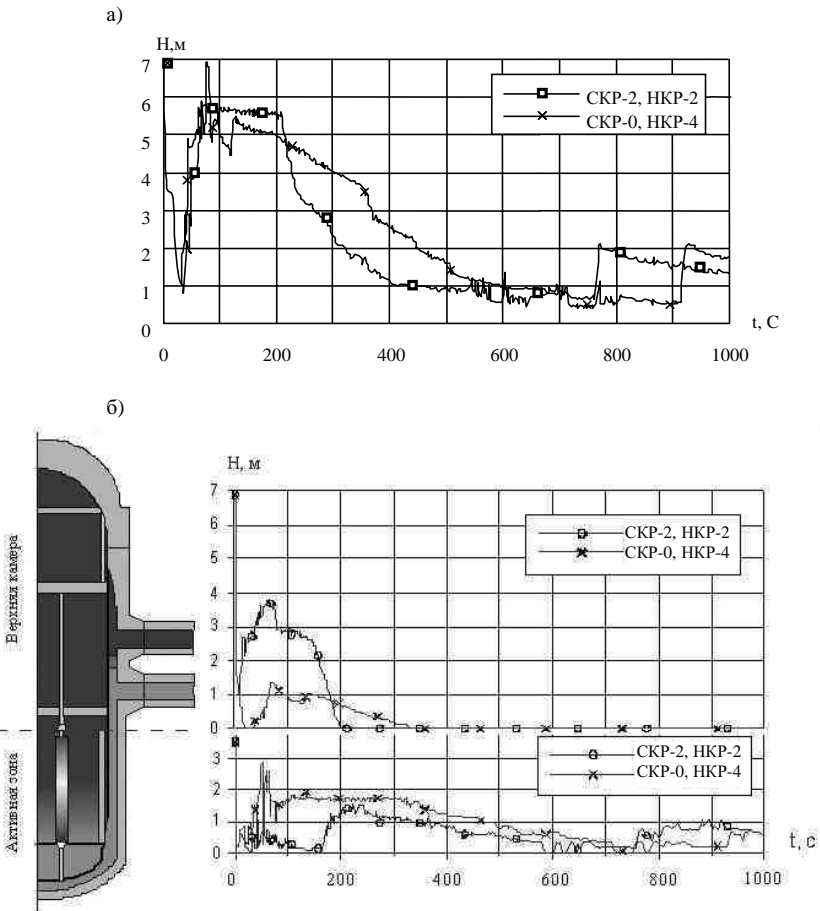 а)
Н,м
7
6
5
4
3
2
1
0
СКР-2, НКР-2
СКР-0, НКР-4
t, С
0 200 400 600 800 1000
б)
Верхняя камера
Активная зона
Н, м
7
6
5
4
3
2
1
0
СКР-2, НКР-2
СКР-0, НКР-4
3
2
1
0
СКР-2, НКР-2
СКР-0, НКР-4
t, с
0 200 400 600 800 1000